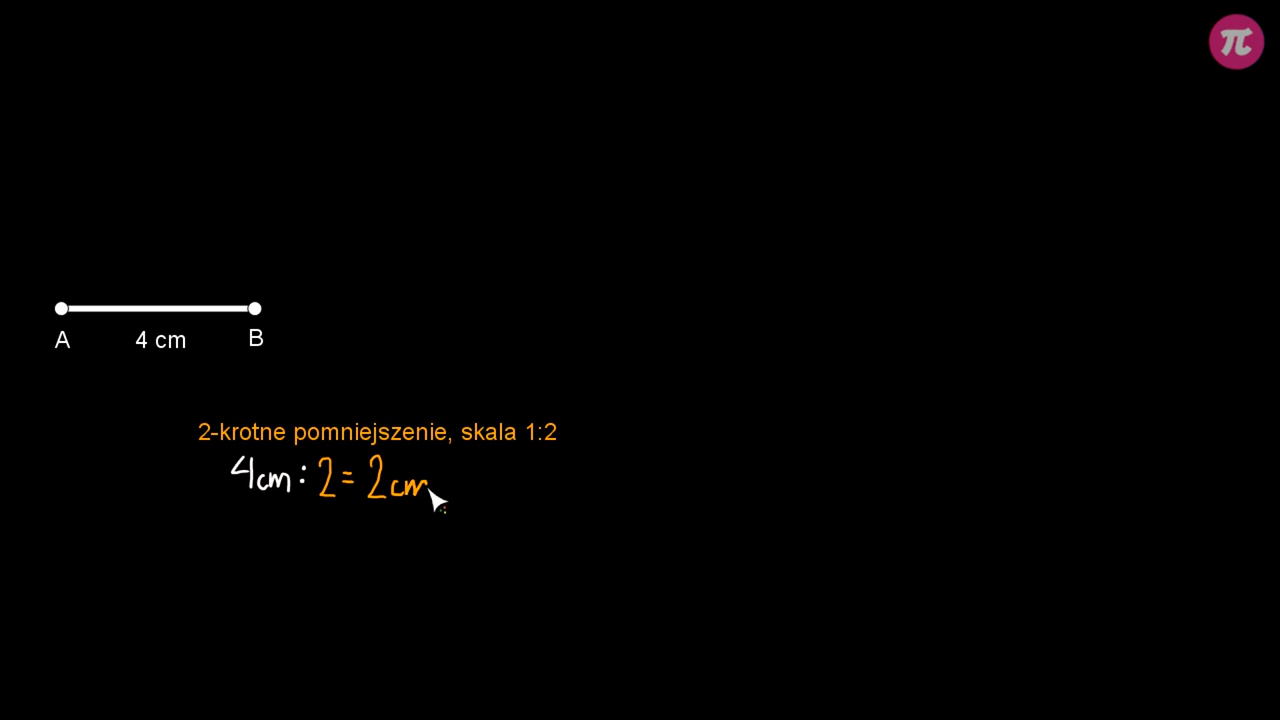 π
A 4 cm B
2-krotne pomniejszenie, skala 1:2
4cm : 2 = 2cm